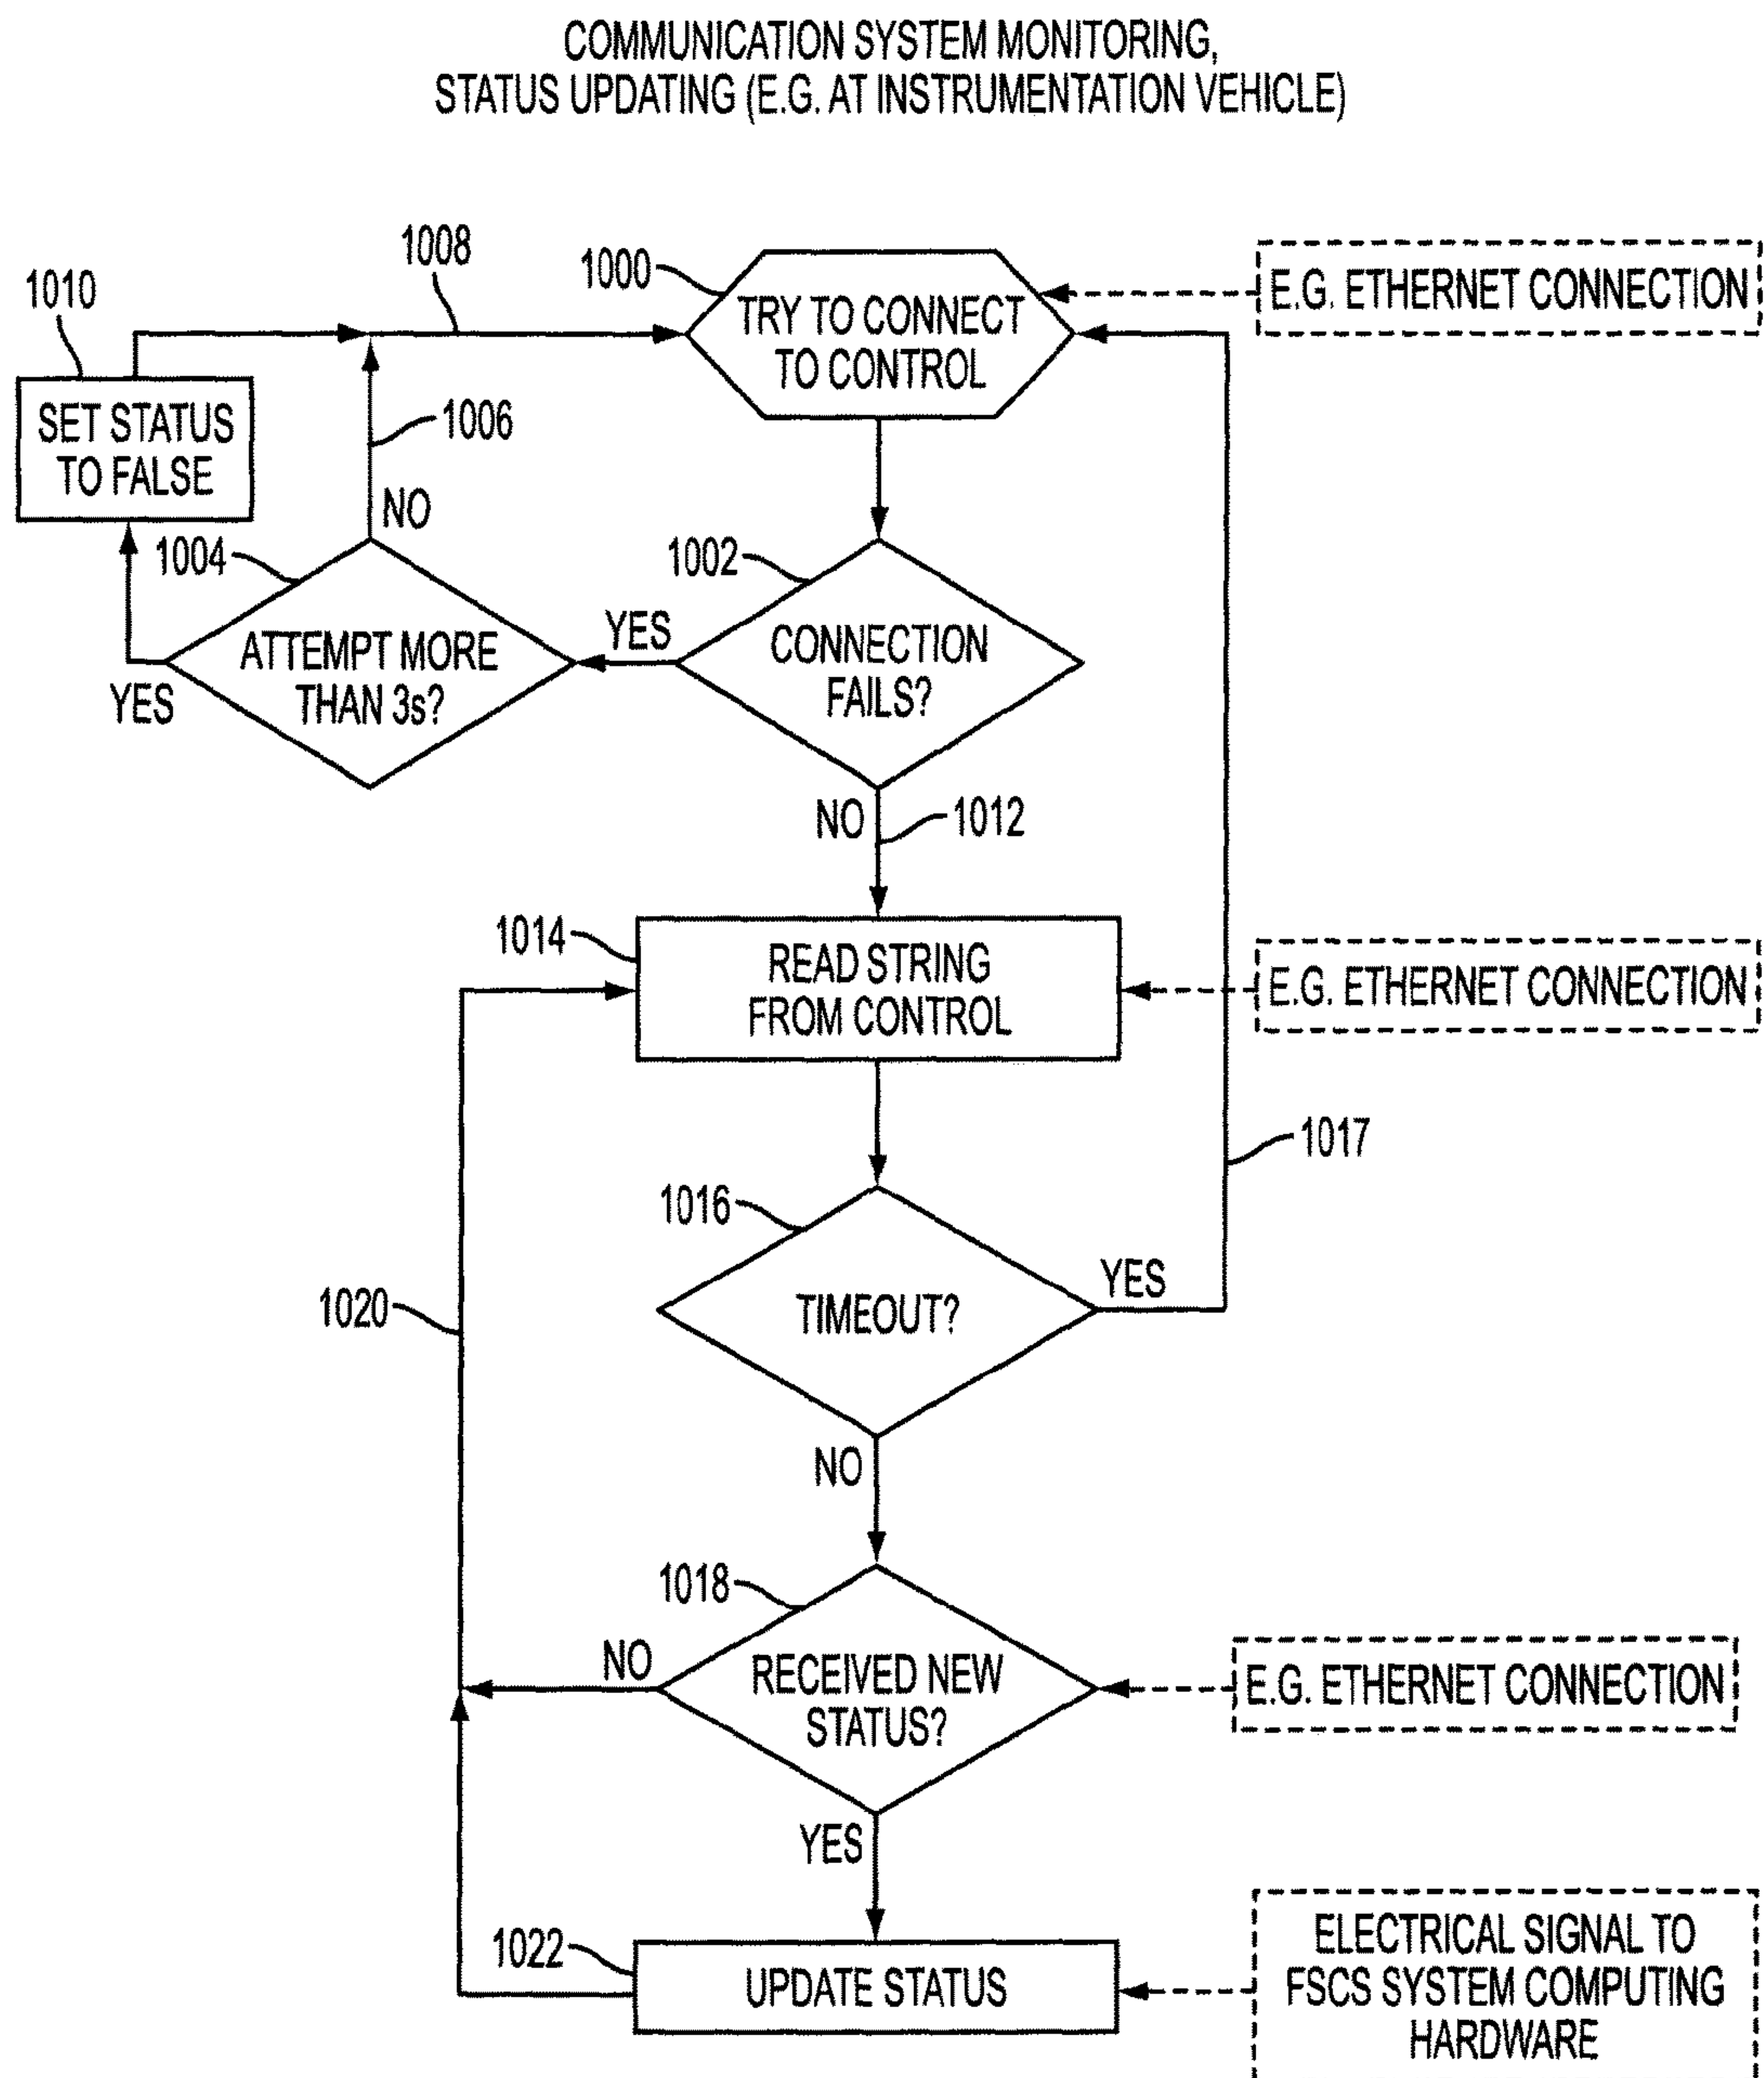 COMMUNICATION SYSTEM MONITORING,
STATUS UPDATING (E.G. AT INSTRUMENTATION VEHICLE)
1008
1000
E.G. ETHERNET CONNECTION
1010
TRY TO CONNECT
TO CONTROL
SET STATUS
TO FALSE
1006
NO
1004
1002
YES
ATTEMPT MORE
THAN 3s?
CONNECTION
FAILS?
YES
NO
1012
1014
READ STRING
FROM CONTROL
E.G. ETHERNET CONNECTION
1017
1016
YES
1020
TIMEOUT?
NO
1018
NO
RECEIVED NEW
STATUS?
E.G. ETHERNET CONNECTION
YES
1022
UPDATE STATUS
ELECTRICAL SIGNAL TO
FSCS SYSTEM COMPUTING
HARDWARE